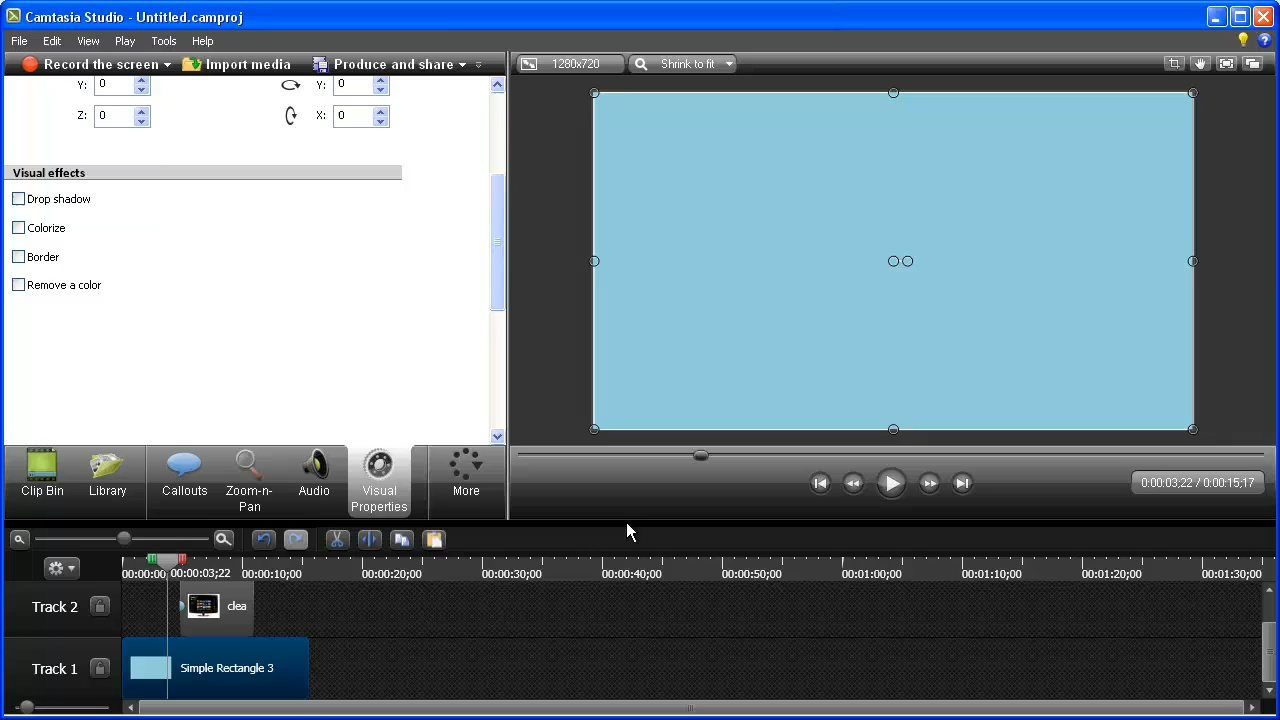 Camtasia Studio - Untitled.camproj
File Edit View Play Tools Help
Record the screen Import media Produce and share 1280x720 Shrink to fit
Y: 0 Y: 0
Z: 0 X: 0
Visual effects
Drop shadow
Colorize
Border
Remove a color
Clip Bin Library Callouts Zoom-n-Pan Audio Visual Properties More
0:00:03;22 / 0:00:15;17
00:00:00 00:00:03;22 00:00:10;00 00:00:20;00 00:00:30;00 00:00:40;00 00:00:50;00 00:01:00;00 00:01:10;00 00:01:20;00 00:01:30;00
Track 2 clea
Track 1 Simple Rectangle 3